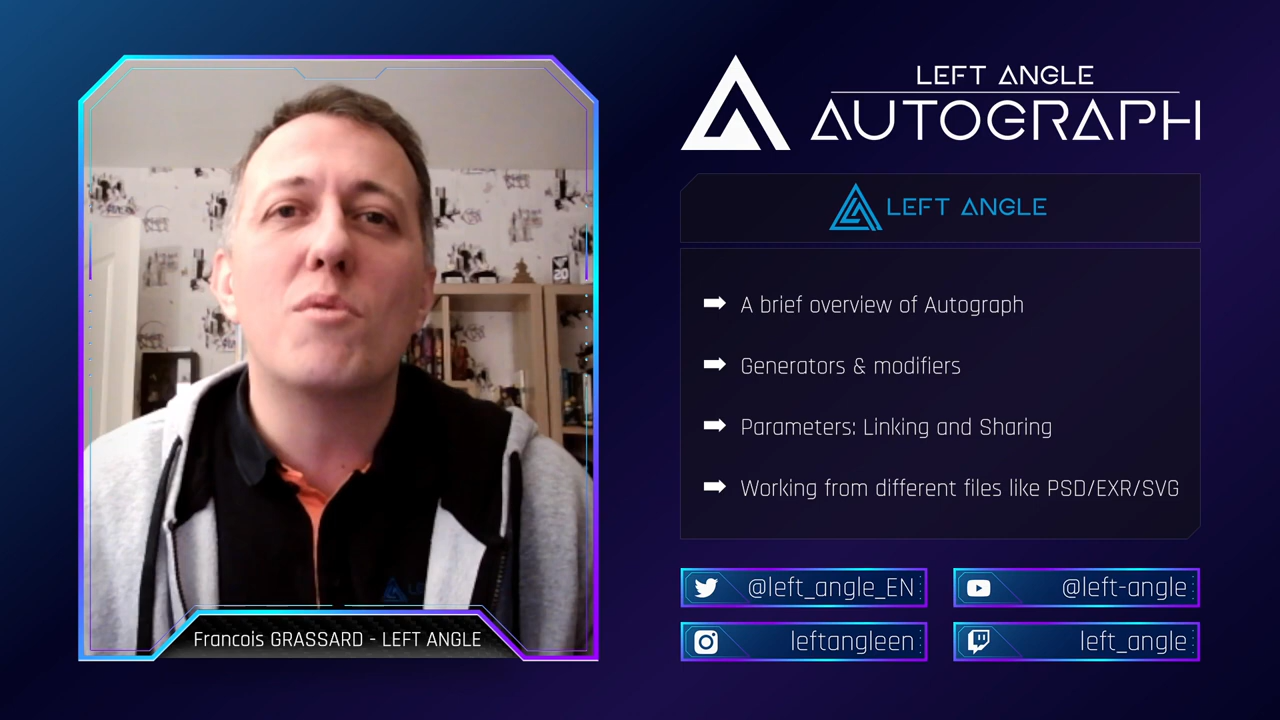 LEFT ANGLE
AUTOGRAPH
LEFT ANGLE
A brief overview of Autograph
Generators & modifiers
Parameters: Linking and Sharing
Working from different files like PSD/EXR/SVG
@left_angle_EN
@left-angle
leftangleen
left_angle
20
Francois GRASSARD - LEFT ANGLE